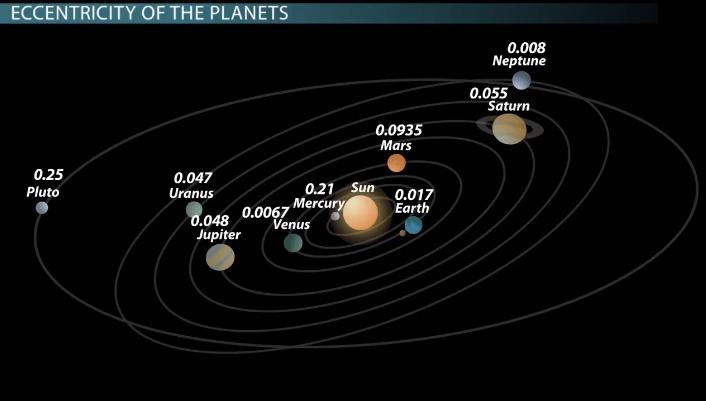 ECCENTRICITY OF THE PLANETS
0.008
Neptune
0.055
Saturn
0.0935
Mars
0.25
Pluto
0.047
Uranus
0.21
Mercury
Sun
0.017
Earth
0.048
Jupiter
0.0067
Venus